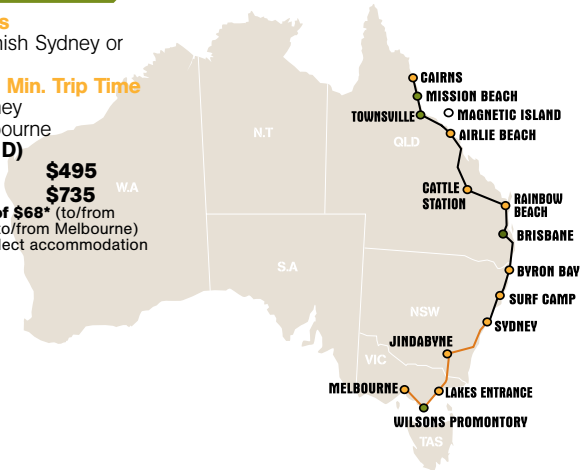 s
nish Sydney or
Min. Trip Time
ney
bourne
D)
$495
$735
of $68* (to/from
to/from Melbourne)
lect accommodation
CAIRNS
MISSION BEACH
TOWNSVILLE
MAGNETIC ISLAND
AIRLIE BEACH
N.T
QLD
W.A
CATTLE
STATION
RAINBOW
BEACH
BRISBANE
S.A
BYRON BAY
SURF CAMP
NSW
SYDNEY
JINDABYNE
VIC
MELBOURNE
LAKES ENTRANCE
WILSONS PROMONTORY
TAS